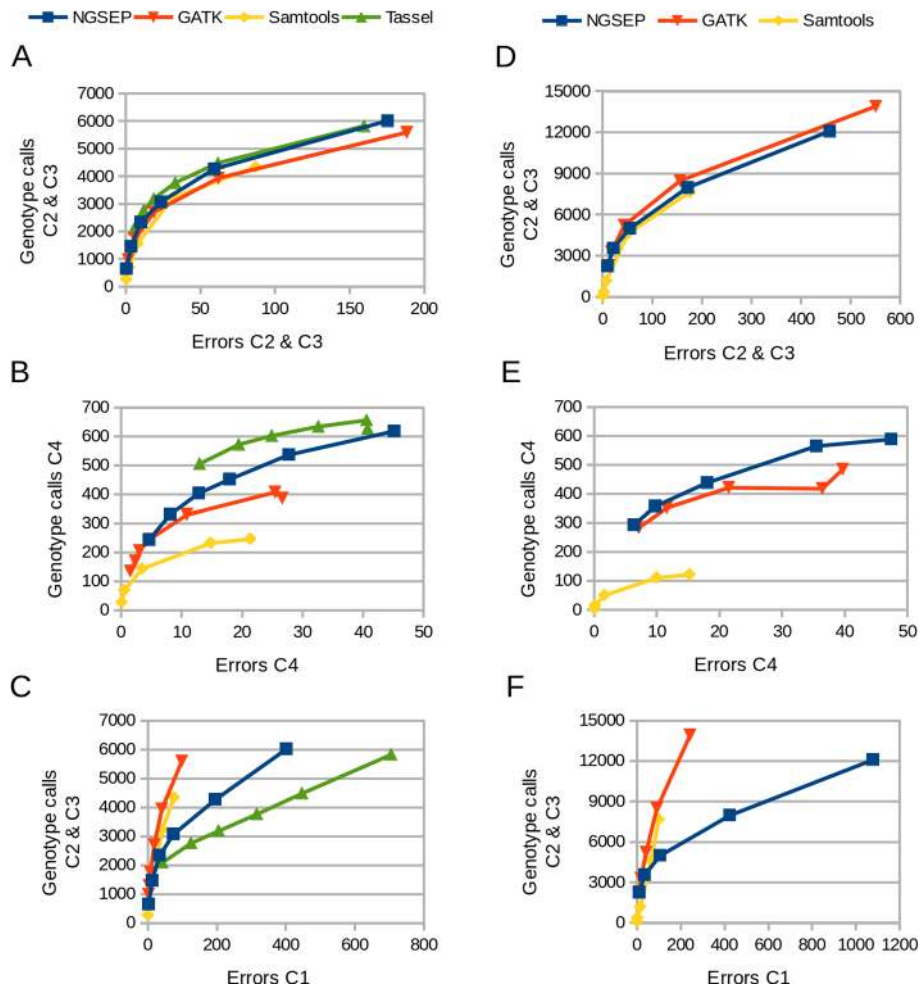 NGSEP GATK Samtools Tassel
NGSEP GATK Samtools
A
Genotype calls
C2 & C3
7000
6000
5000
4000
3000
2000
1000
0
0 50 100 150 200
Errors C2 & C3
D
Genotype calls
C2 & C3
15000
12000
9000
6000
3000
0
0 100 200 300 400 500 600
Errors C2 & C3
B
Genotype calls C4
700
600
500
400
300
200
100
0
0 10 20 30 40 50
Errors C4
E
Genotype calls C4
700
600
500
400
300
200
100
0
0 10 20 30 40 50
Errors C4
C
Genotype calls
C2 & C3
7000
6000
5000
4000
3000
2000
1000
0
0 200 400 600 800
Errors C1
F
Genotype calls
C2 & C3
15000
12000
9000
6000
3000
0
0 200 400 600 800 1000 1200
Errors C1